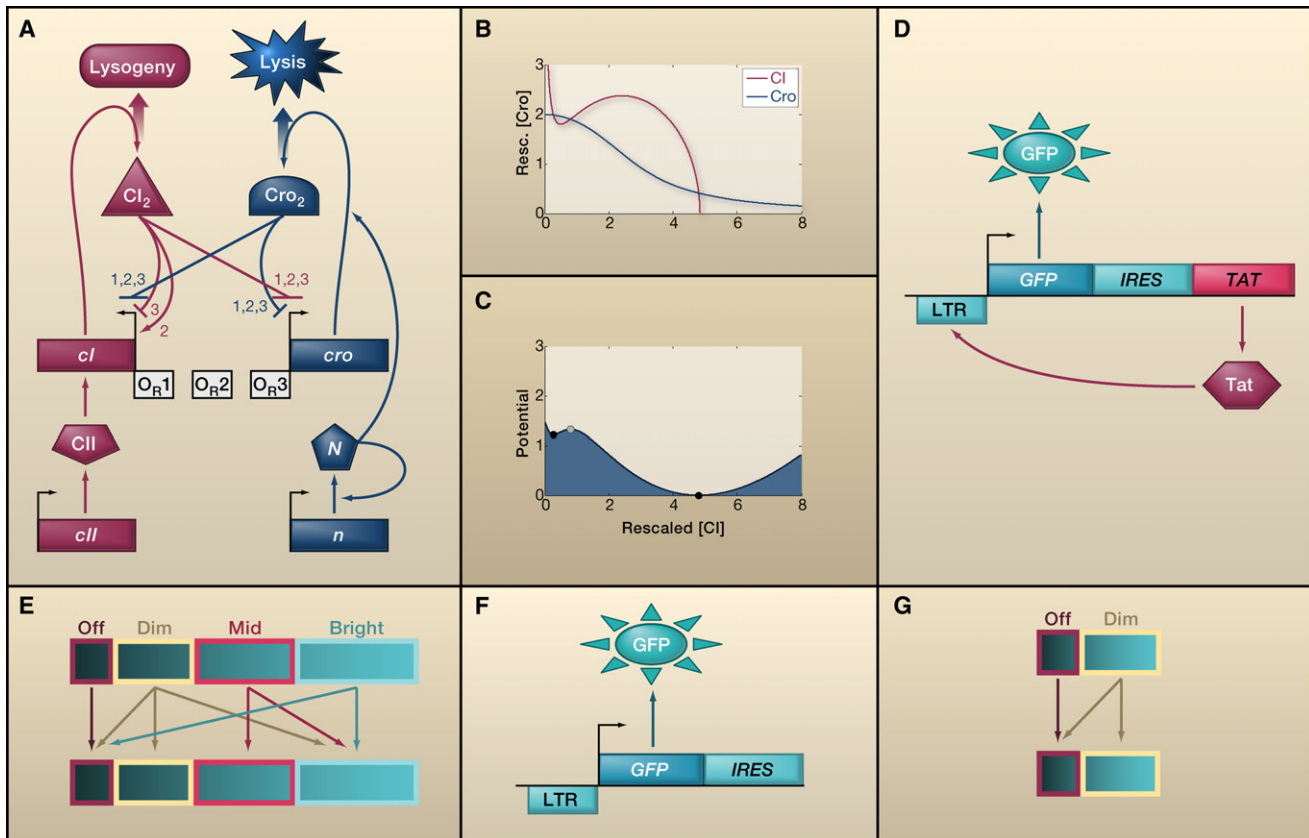 A
Lysogeny
Lysis
CI2
Cro2
1,2,3
1,2,3
3
1,2,3
2
cI
cro
OR1
OR2
OR3
CII
N
cII
n
B
3
2
1
0
Resc. [Cro]
CI
Cro
0 2 4 6 8
C
3
2
1
0
Potential
0 2 4 6 8
Rescaled [CI]
D
GFP
GFP
IRES
TAT
LTR
Tat
E
Off Dim Mid Bright
F
GFP
GFP
IRES
LTR
G
Off Dim